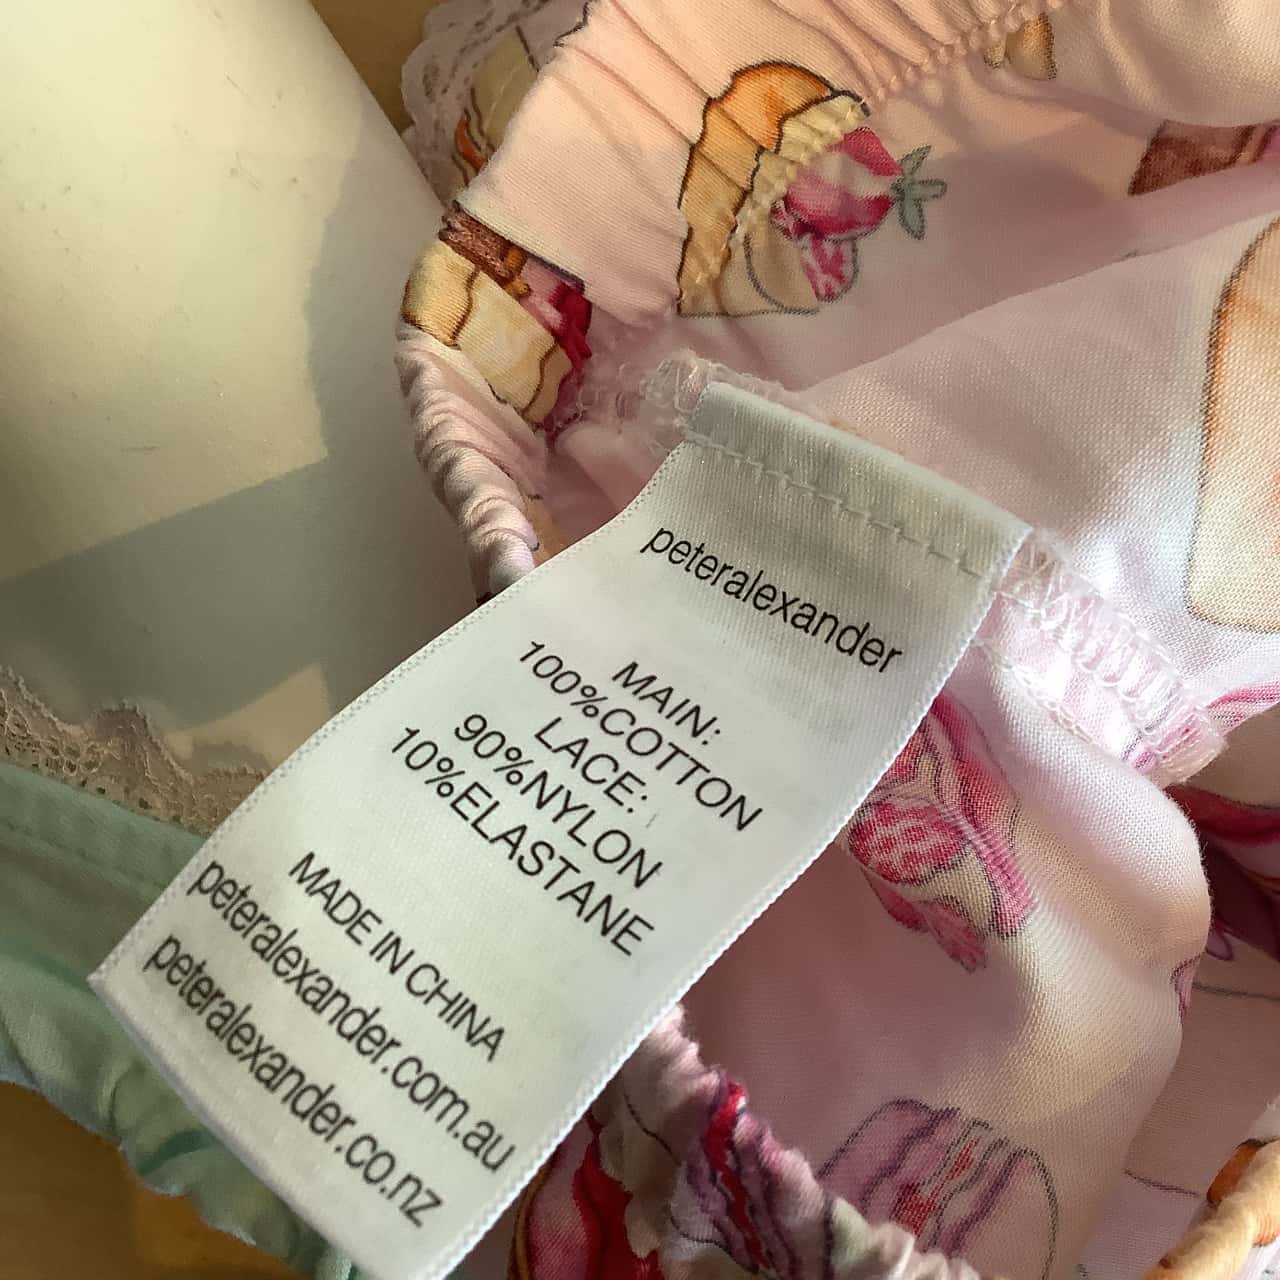 peteralexander
MAIN:
100%COTTON
LACE:
90%NYLON
10%ELASTANE
MADE IN CHINA
peteralexander.com.au
peteralexander.co.nz